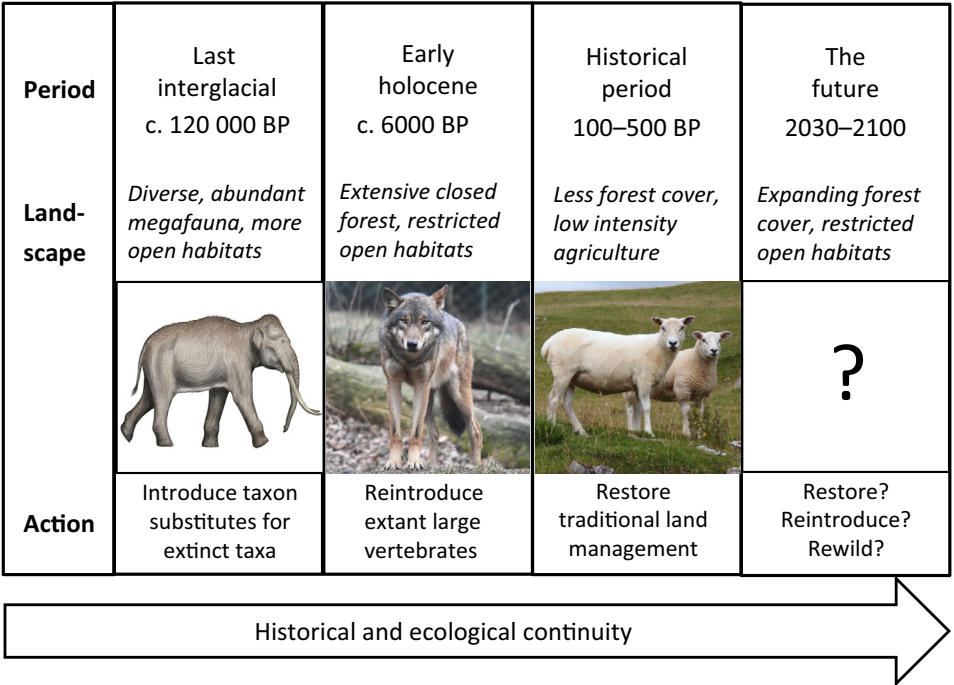 Period
Last
interglacial
c. 120 000 BP
Early
holocene
c. 6000 BP
Historical
period
100–500 BP
The
future
2030–2100
Land-
scape
Diverse, abundant
megafauna, more
open habitats
Extensive closed
forest, restricted
open habitats
Less forest cover,
low intensity
agriculture
Expanding forest
cover, restricted
open habitats
?
Action
Introduce taxon
substitutes for
extinct taxa
Reintroduce
extant large
vertebrates
Restore
traditional land
management
Restore?
Reintroduce?
Rewild?
Historical and ecological continuity